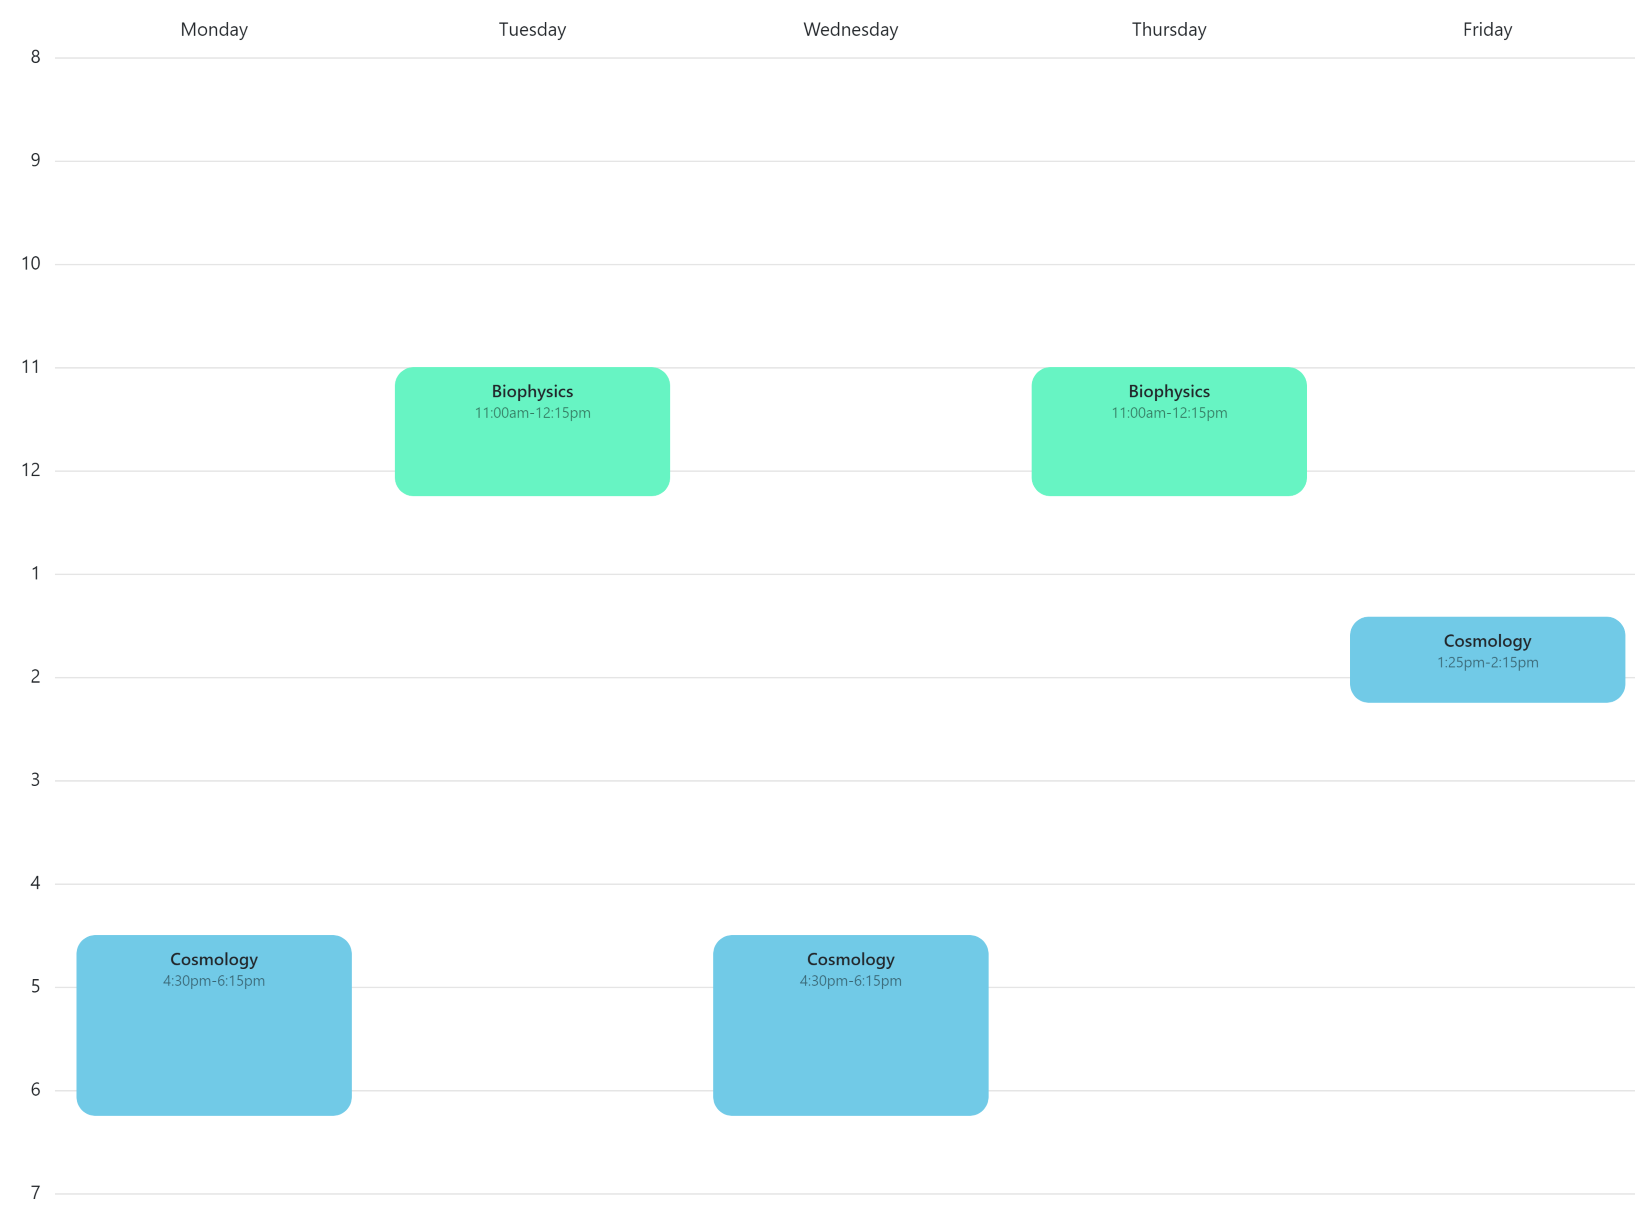 Monday Tuesday Wednesday Thursday Friday
8
9
10
11
Biophysics Biophysics
11:00am-12:15pm 11:00am-12:15pm
12
1
Cosmology
1:25pm-2:15pm
2
3
4
Cosmology Cosmology
4:30pm-6:15pm 4:30pm-6:15pm
5
6
7